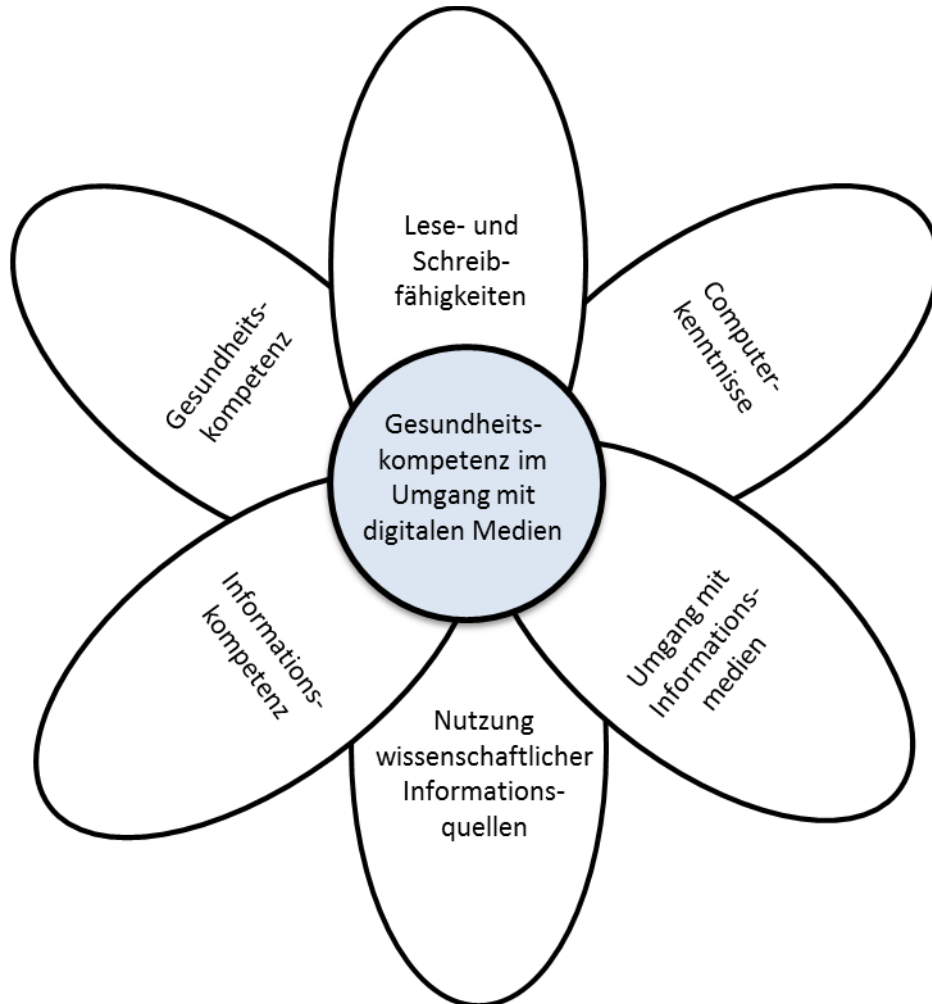 Lese- und
Schreib-
fähigkeiten
Computer-
kenntnisse
Gesundheits-
kompetenz
Gesundheits-
kompetenz im
Umgang mit
digitalen Medien
Informations-
kompetenz
Umgang mit
Informations-
medien
Nutzung
wissenschaftlicher
Informations-
quellen